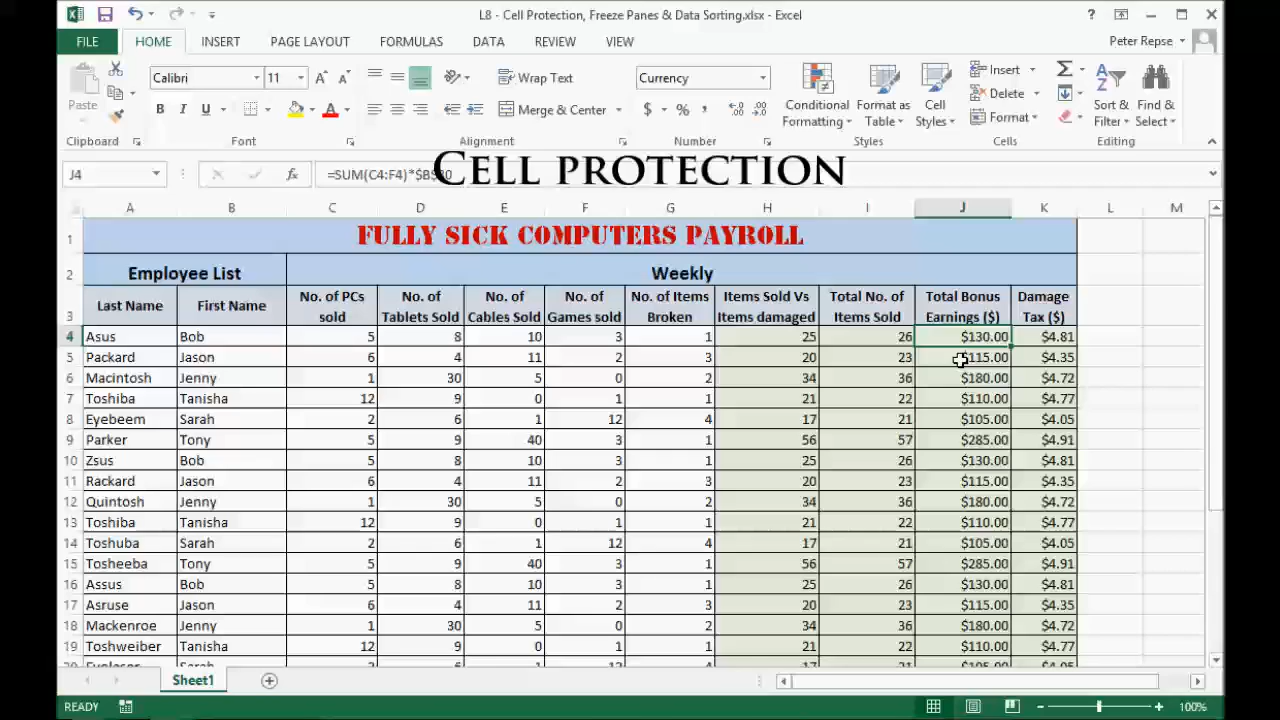 L8 - Cell Protection, Freeze Panes & Data Sorting.xlsx - Excel
FILE HOME INSERT PAGE LAYOUT FORMULAS DATA REVIEW VIEW Peter Repse
Calibri 11 Wrap Text Currency Insert
Paste B I U Merge & Center $ % Conditional Formatting Format as Table Cell Styles Delete Format Sort & Filter Find & Select
Clipboard Font Alignment Number Styles Cells Editing
CELL PROTECTION
J4 =SUM(C4:F4)*$B
A B C D E F G H I J K L M
1 FULLY SICK COMPUTERS PAYROLL
2 Employee List Weekly
3 Last Name First Name No. of PCs sold No. of Tablets Sold No. of Cables Sold No. of Games sold No. of Items Broken Items Sold Vs Items damaged Total No. of Items Sold Total Bonus Earnings ($) Damage Tax ($)
4 Asus Bob 5 8 10 3 1 25 26 $130.00 $4.81
5 Packard Jason 6 4 11 2 3 20 23 $115.00 $4.35
6 Macintosh Jenny 1 30 5 0 2 34 36 $180.00 $4.72
7 Toshiba Tanisha 12 9 0 1 1 21 22 $110.00 $4.77
8 Eyebeem Sarah 2 6 1 12 4 17 21 $105.00 $4.05
9 Parker Tony 5 9 40 3 1 56 57 $285.00 $4.91
10 Zsus Bob 5 8 10 3 1 25 26 $130.00 $4.81
11 Rackard Jason 6 4 11 2 3 20 23 $115.00 $4.35
12 Quintosh Jenny 1 30 5 0 2 34 36 $180.00 $4.72
13 Toshiba Tanisha 12 9 0 1 1 21 22 $110.00 $4.77
14 Toshuba Sarah 2 6 1 12 4 17 21 $105.00 $4.05
15 Tosheeba Tony 5 9 40 3 1 56 57 $285.00 $4.91
16 Assus Bob 5 8 10 3 1 25 26 $130.00 $4.81
17 Asruse Jason 6 4 11 2 3 20 23 $115.00 $4.35
18 Mackenroe Jenny 1 30 5 0 2 34 36 $180.00 $4.72
19 Toshweiber Tanisha 12 9 0 1 1 21 22 $110.00 $4.77
Sheet1
READY 100%